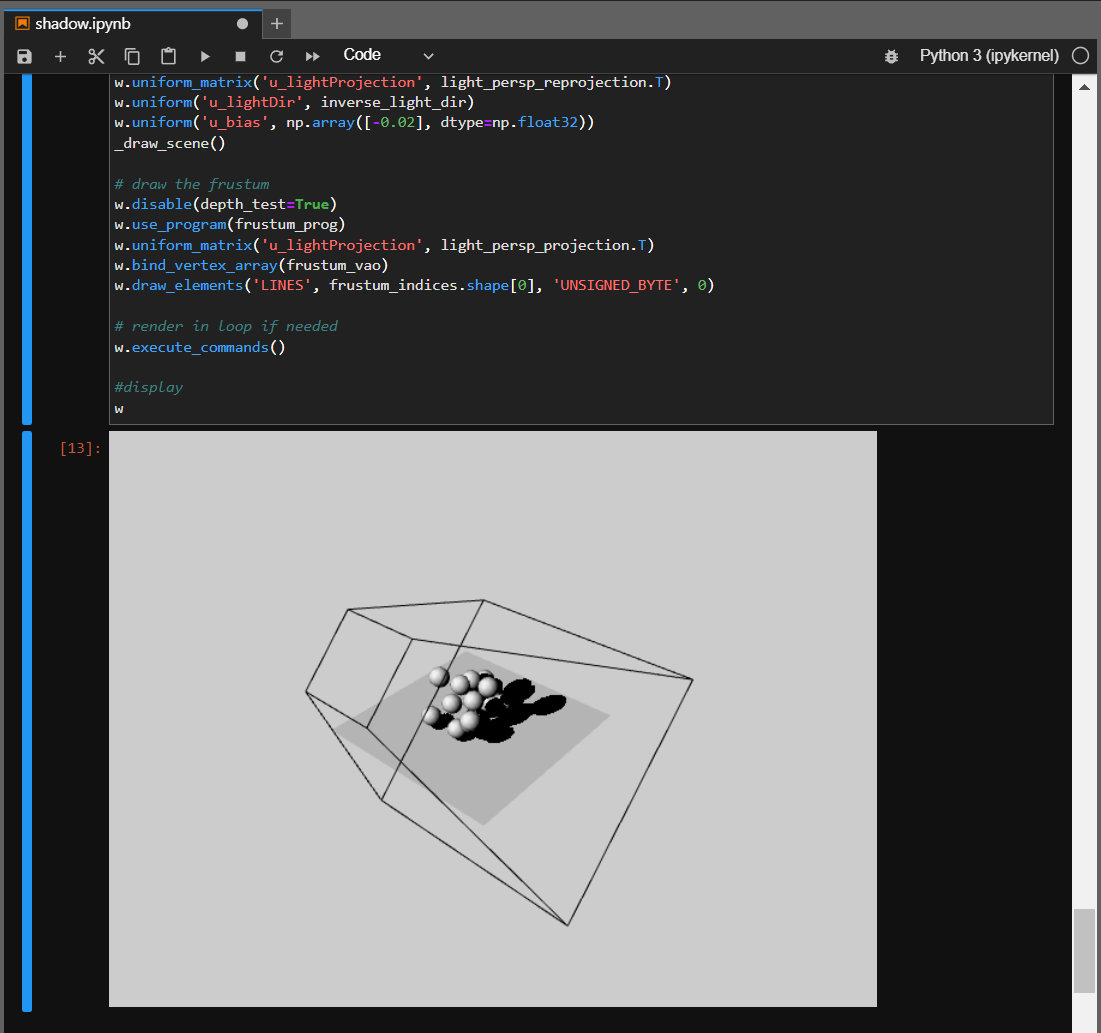 shadow.ipynb
Code
Python 3 (ipykernel)
w.uniform_matrix('u_lightProjection', light_persp_reprojection.T)
w.uniform('u_lightDir', inverse_light_dir)
w.uniform('u_bias', np.array([-0.02], dtype=np.float32))
_draw_scene()
# draw the frustum
w.disable(depth_test=True)
w.use_program(frustum_prog)
w.uniform_matrix('u_lightProjection', light_persp_projection.T)
w.bind_vertex_array(frustum_vao)
w.draw_elements('LINES', frustum_indices.shape[0], 'UNSIGNED_BYTE', 0)
# render in loop if needed
w.execute_commands()
#display
w
[13]: